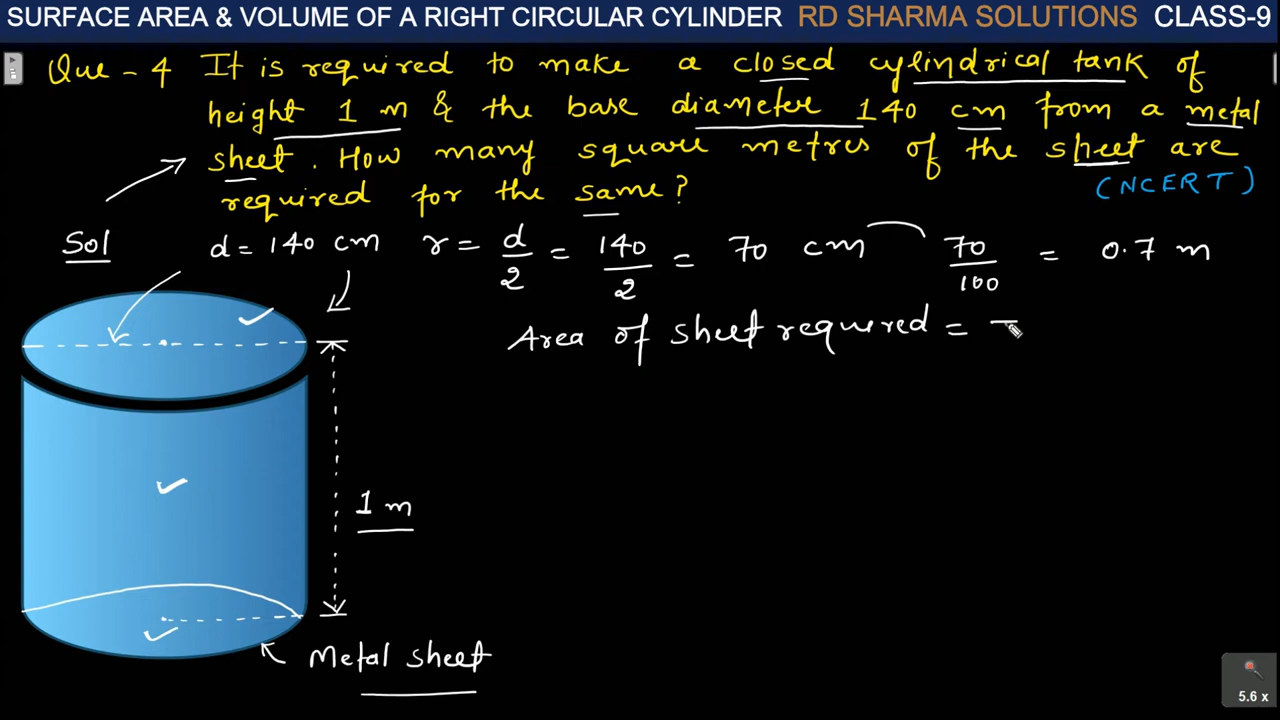 SURFACE AREA & VOLUME OF A RIGHT CIRCULAR CYLINDER RD SHARMA SOLUTIONS CLASS-9
Que - 4 It is required to make a closed cylindrical tank of
height 1 m & the base diameter 140 cm from a metal
sheet. How many square metres of the sheet are
required for the same?
(NCERT)
Sol d = 140 cm r = d/2 = 140/2 = 70 cm 70/100 = 0.7 m
Area of sheet required =
1 m
Metal sheet
5.6 x